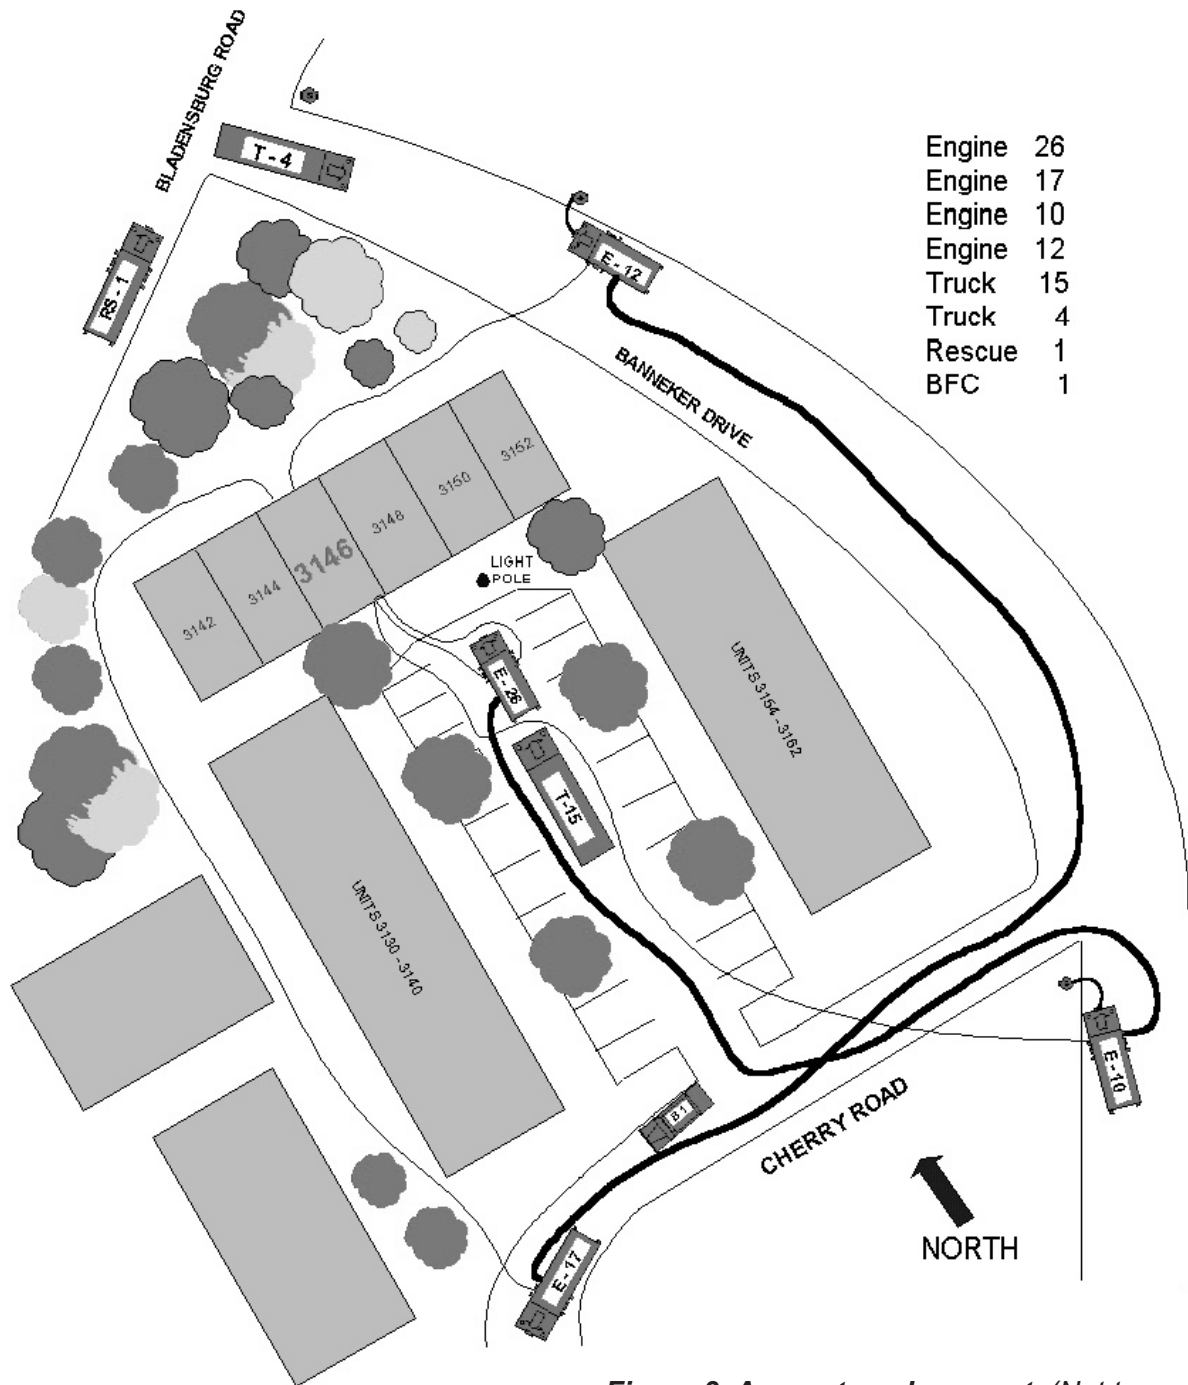 BLADENSBURG ROAD
T - 4
RS - 1
E - 12
Engine 26
Engine 17
Engine 10
Engine 12
Truck 15
Truck 4
Rescue 1
BFC 1
BANNEKER DRIVE
3152
3150
3148
3146
3144
3142
LIGHT
POLE
E - 26
T-15
UNITS 3154 - 3162
UNITS 3130 - 3140
B 1
E - 10
E - 17
CHERRY ROAD
NORTH